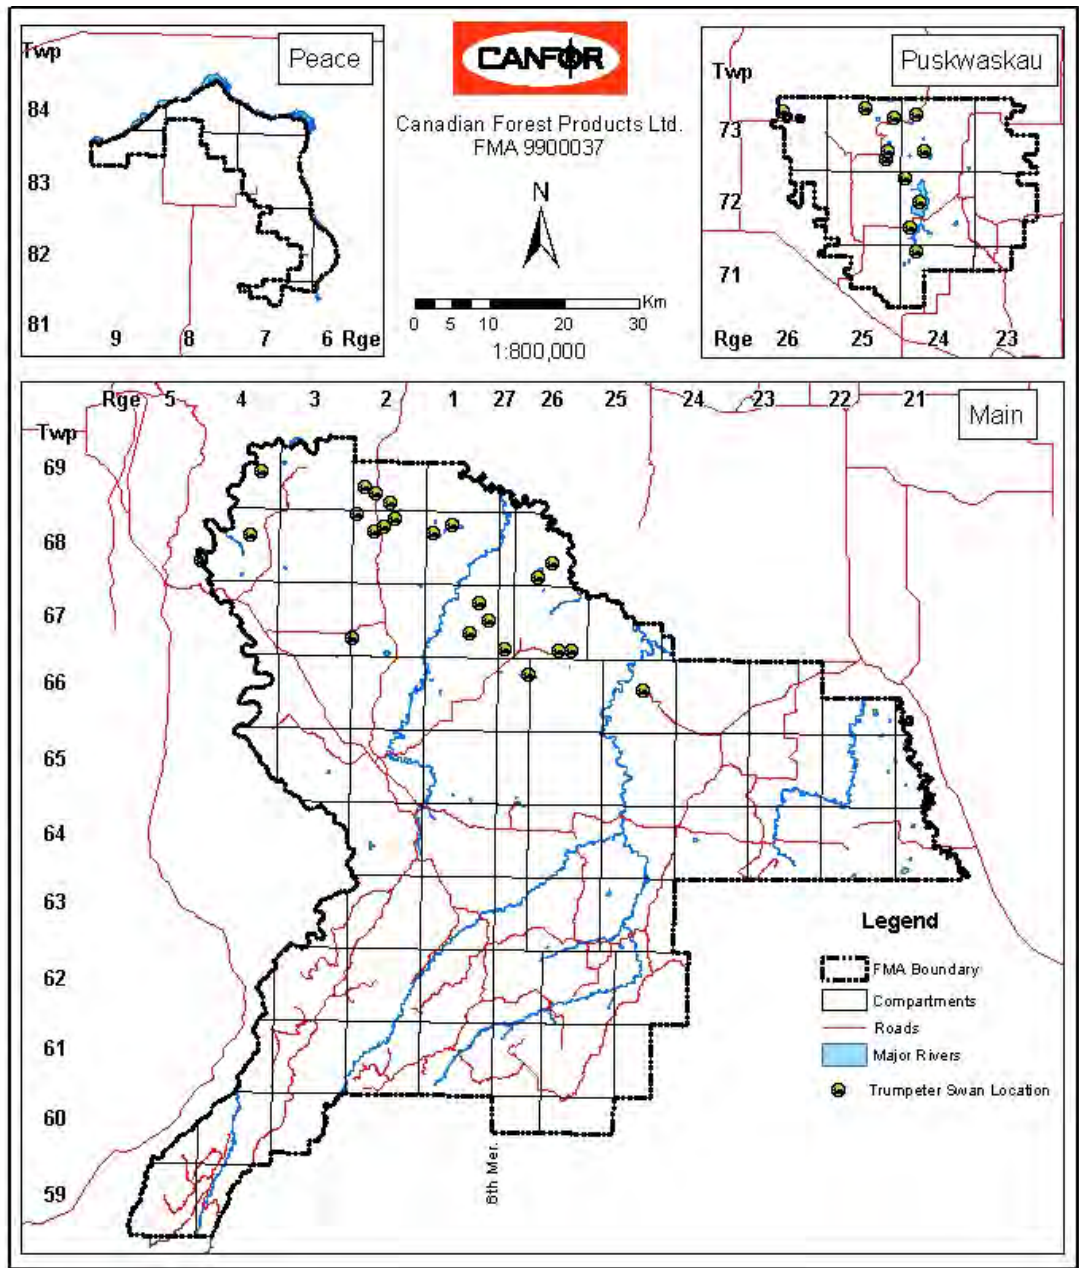 Peace
Twp
84
83
82
81
9 8 7 6 Rge
CANFOR
Canadian Forest Products Ltd.
FMA 9900037
N
Km
0 5 10 20 30
1:800,000
Puskwaskau
Twp
73
72
71
Rge 26 25 24 23
Main
Rge 5 4 3 2 1 27 26 25 24 23 22 21
Twp
69
68
67
66
65
64
63
62
61
60
59
6th Mer.
Legend
FMA Boundary
Compartments
Roads
Major Rivers
Trumpeter Swan Location